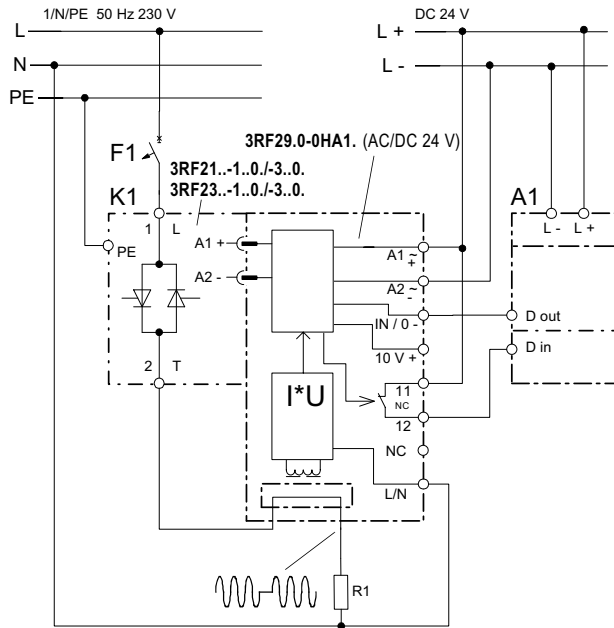 1/N/PE 50 Hz 230 V
DC 24 V
L
L +
N
L -
PE
3RF29.0-0HA1. (AC/DC 24 V)
F1
3RF21..-1..0./-3..0.
3RF23..-1..0./-3..0.
K1
A1
1 L
L - L +
A1 +
A1 ~
+
PE
A2 -
A2 ~
-
IN / 0 -
D out
10 V +
D in
2 T
11
I*U
NC
12
NC
L/N
R1